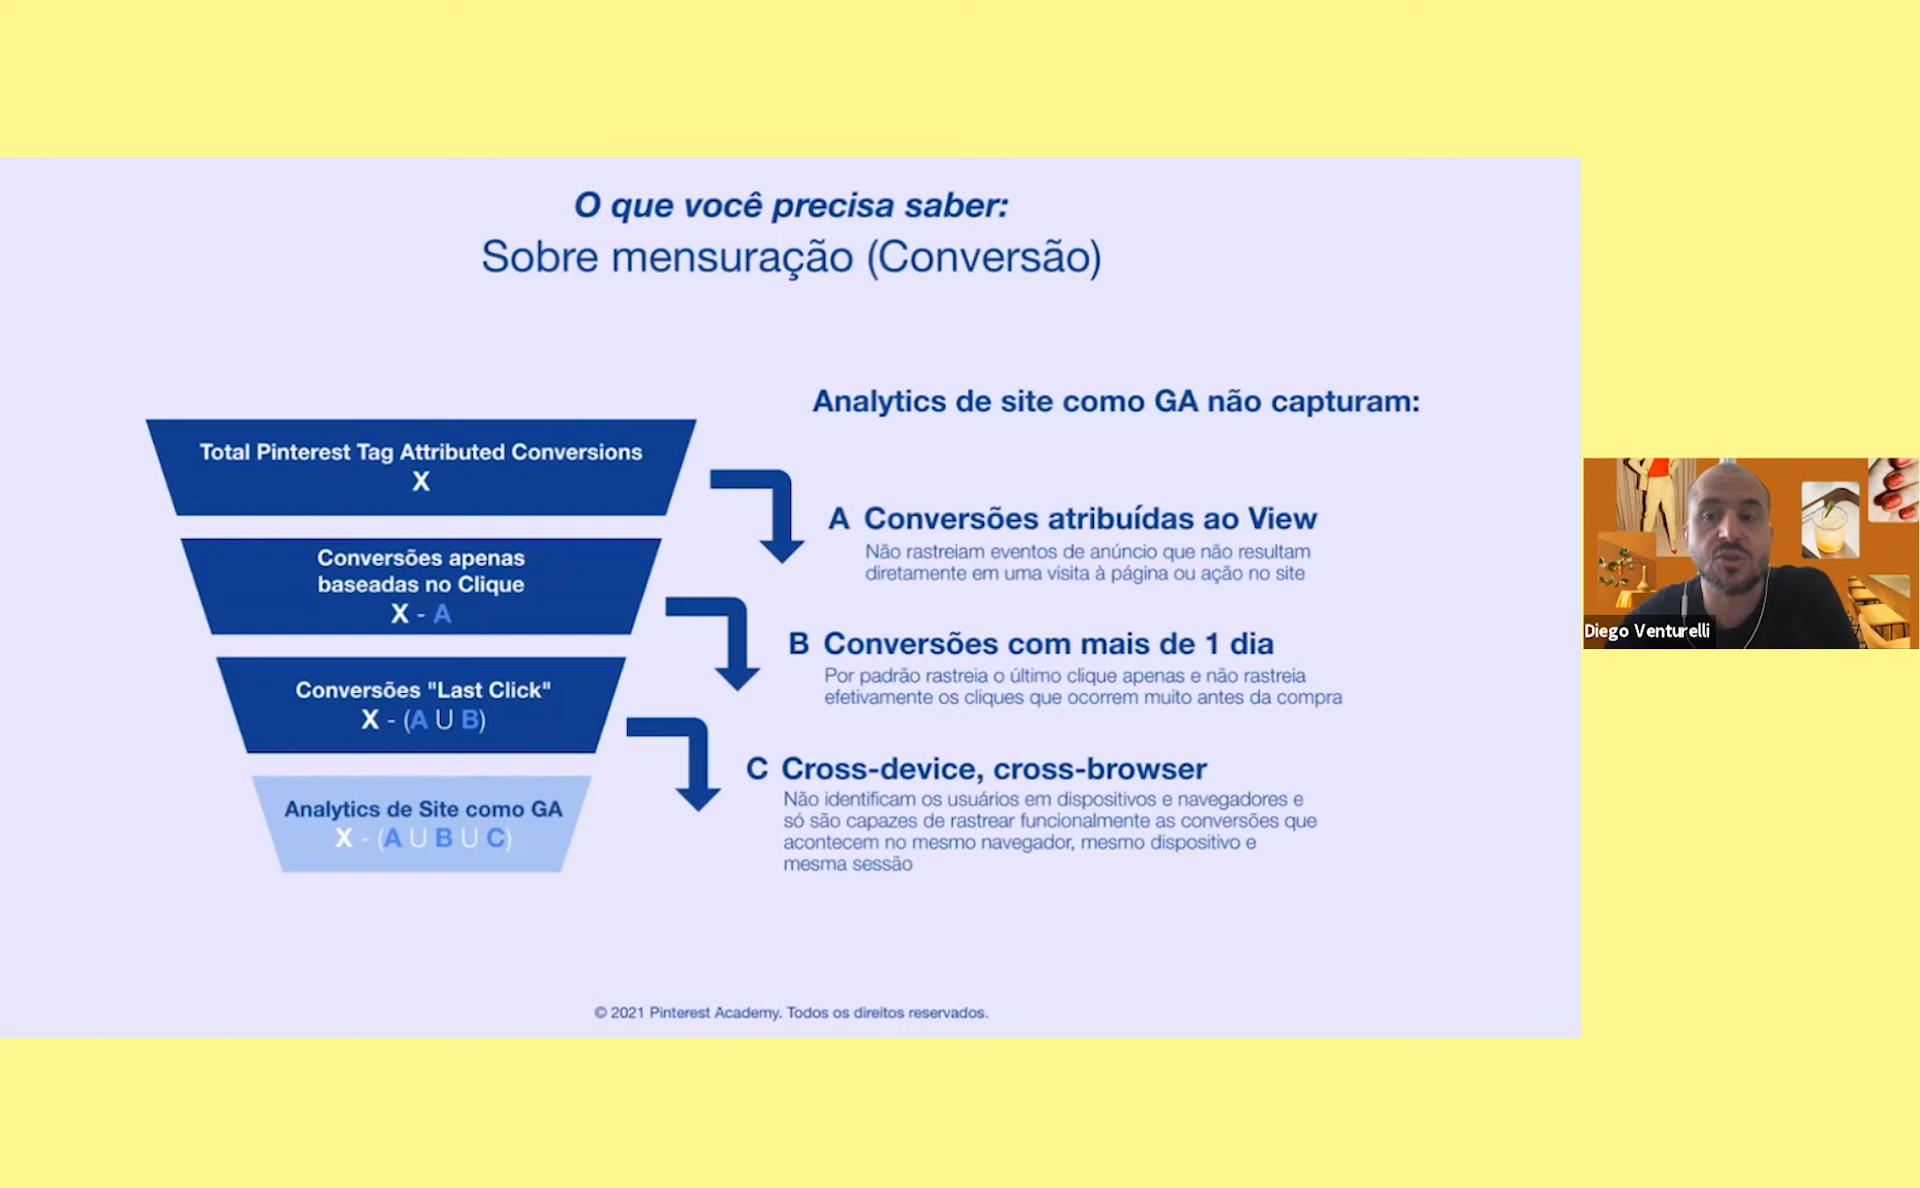 O que você precisa saber:
Sobre mensuração (Conversão)
Analytics de site como GA não capturam:
Total Pinterest Tag Attributed Conversions
X
A Conversões atribuídas ao View
Não rastreiam eventos de anúncio que não resultam
diretamente em uma visita à página ou ação no site
Conversões apenas
baseadas no Clique
X - A
B Conversões com mais de 1 dia
Por padrão rastreia o último clique apenas e não rastreia
efetivamente os cliques que ocorrem muito antes da compra
Conversões "Last Click"
X - (A U B)
C Cross-device, cross-browser
Não identificam os usuários em dispositivos e navegadores e
só são capazes de rastrear funcionalmente as conversões que
acontecem no mesmo navegador, mesmo dispositivo e
mesma sessão
Analytics de Site como GA
X - (A U B U C)
© 2021 Pinterest Academy. Todos os direitos reservados.
Diego Venturelli